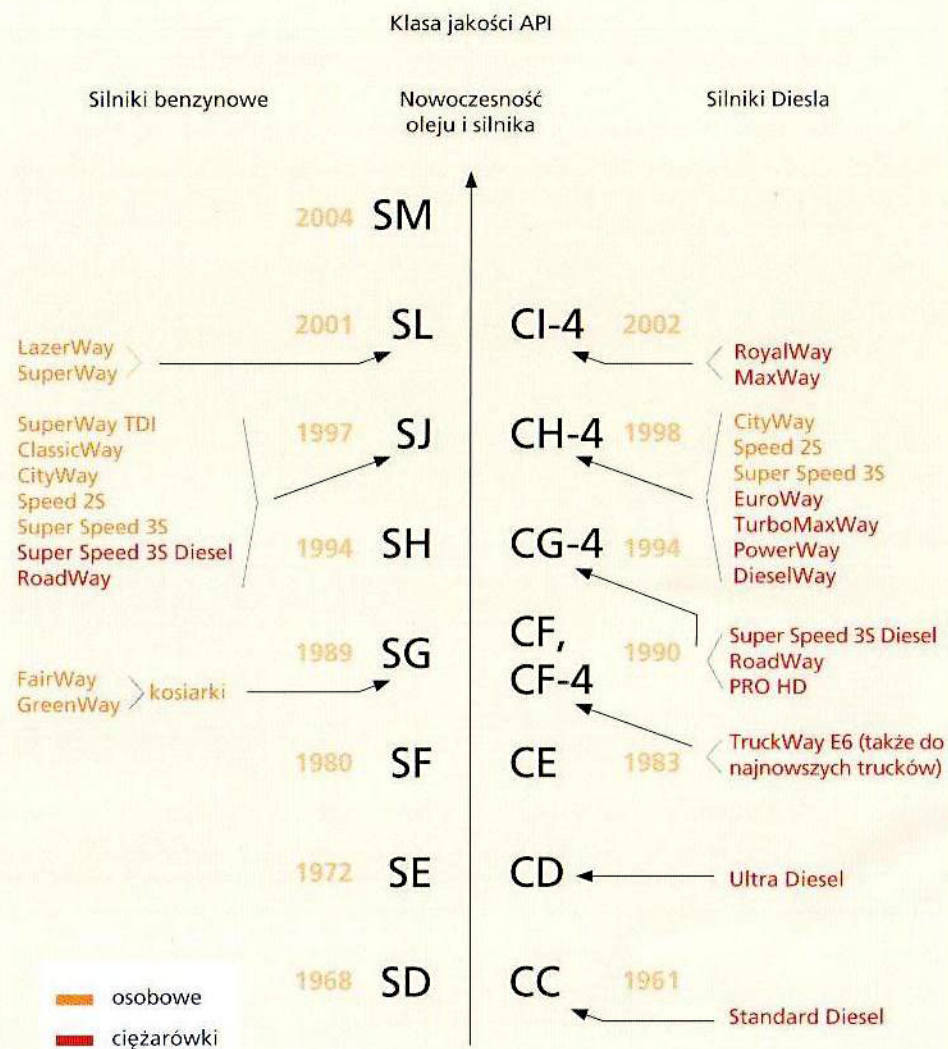 Klasa jakości API
Silniki benzynowe
Nowoczesność
oleju i silnika
Silniki Diesla
2004 SM
2001 SL
CI-4 2002
LazerWay
SuperWay
RoyalWay
MaxWay
1997 SJ
CH-4 1998
SuperWay TDI
ClassicWay
CityWay
Speed 2S
Super Speed 3S
Super Speed 3S Diesel
RoadWay
CityWay
Speed 2S
Super Speed 3S
EuroWay
TurboMaxWay
PowerWay
DieselWay
1994 SH
CG-4 1994
1989 SG
CF,
CF-4
1990
Super Speed 3S Diesel
RoadWay
PRO HD
FairWay
GreenWay
kosiarki
1980 SF
CE 1983
TruckWay E6 (także do
najnowszych trucków)
1972 SE
CD
Ultra Diesel
1968 SD
CC 1961
Standard Diesel
osobowe
ciężarówki